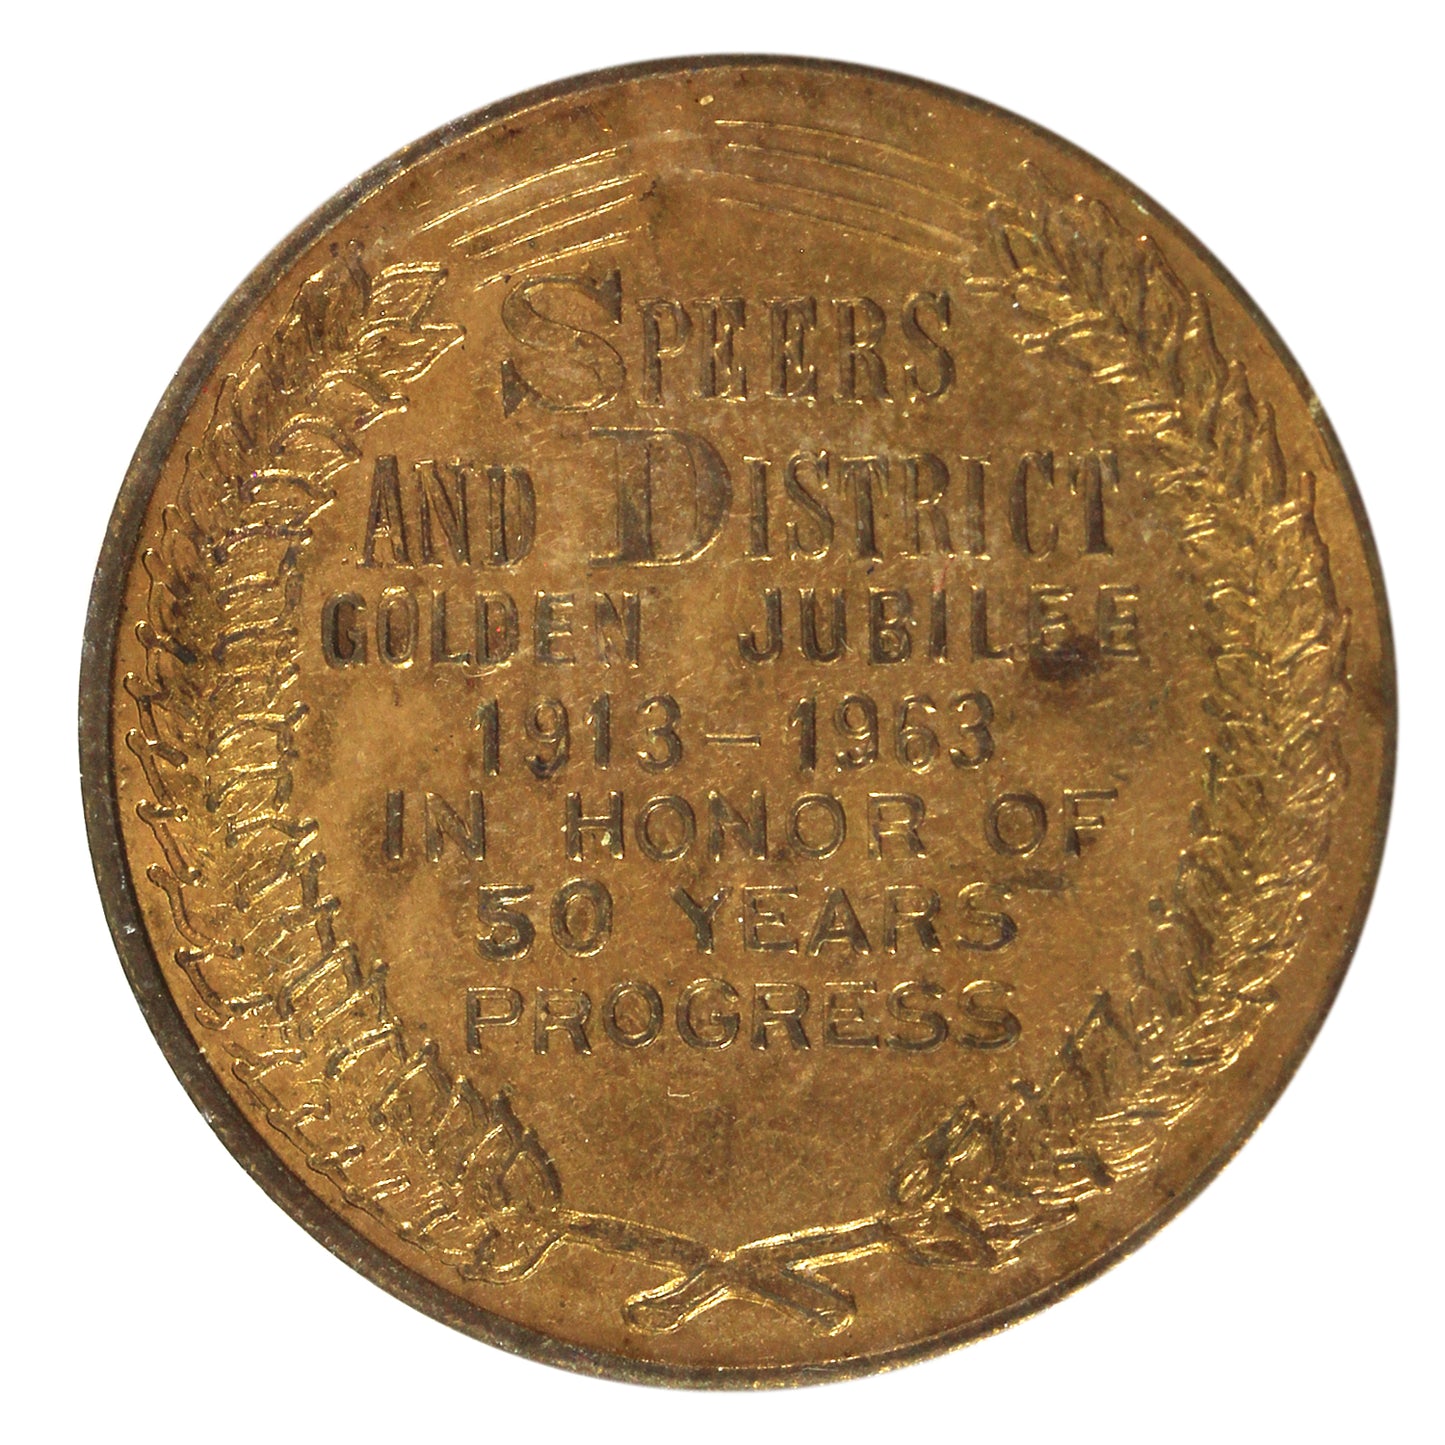 SPEERS
AND DISTRICT
GOLDEN JUBILEE
1913-1963
IN HONOR OF
50 YEARS
PROGRESS